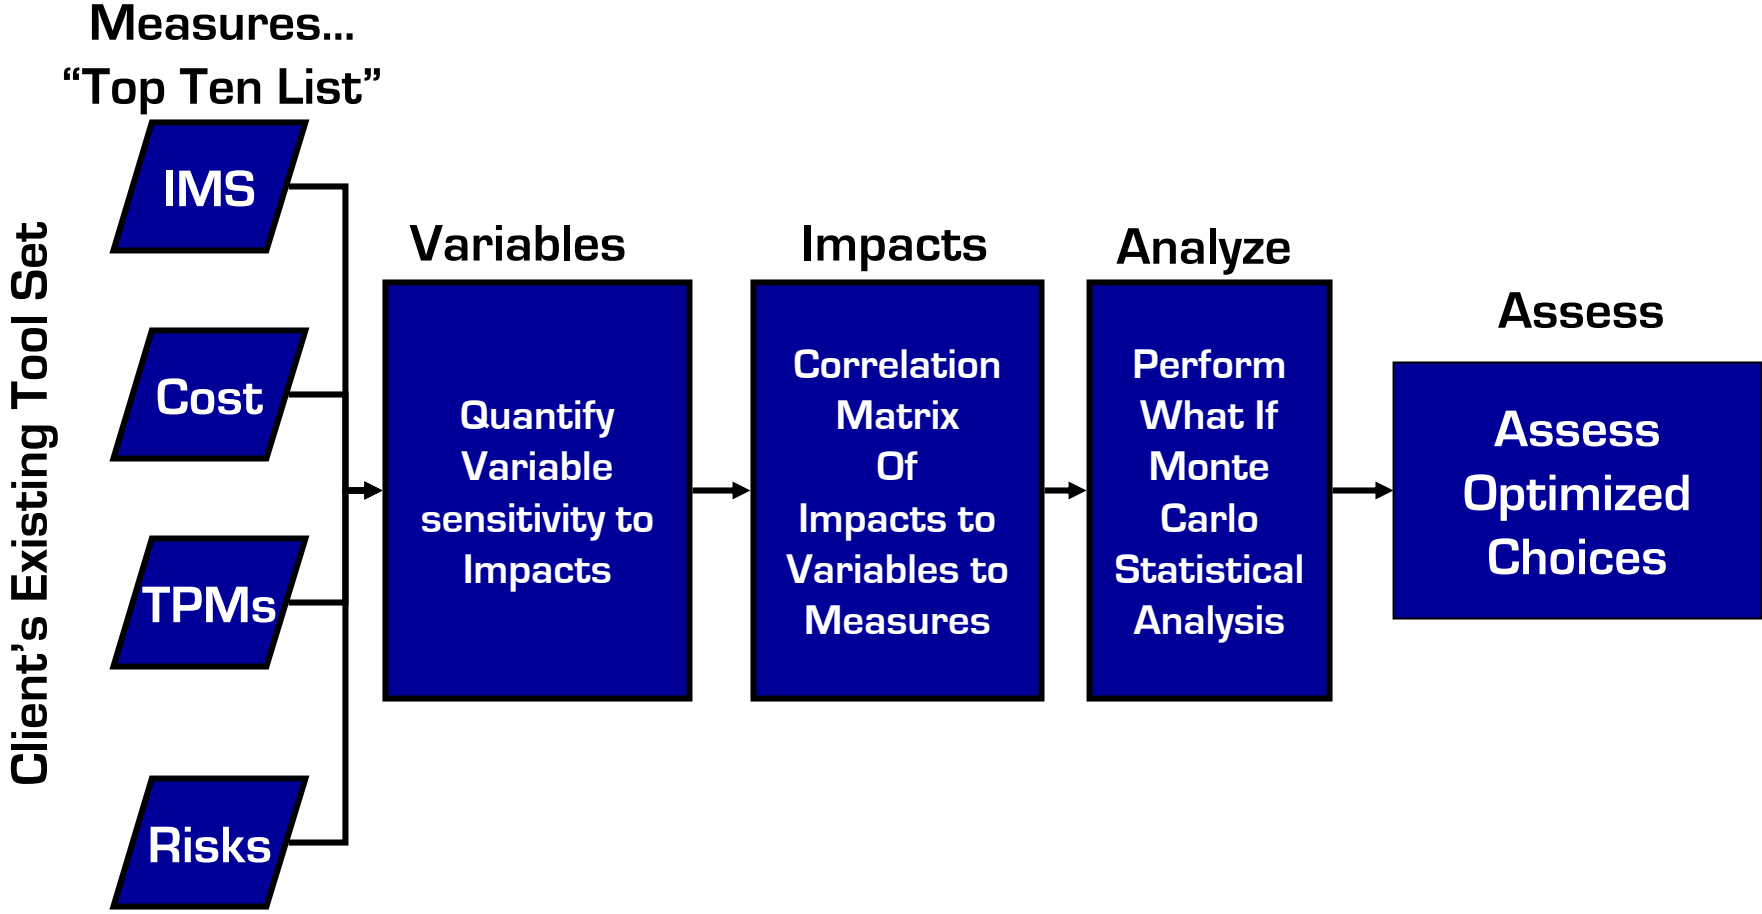 Measures...
“Top Ten List”
Client’s Existing Tool Set
IMS
Cost
TPMs
Risks
Variables
Quantify
Variable
sensitivity to
Impacts
Impacts
Correlation
Matrix
Of
Impacts to
Variables to
Measures
Analyze
Perform
What If
Monte
Carlo
Statistical
Analysis
Assess
Assess
Optimized
Choices